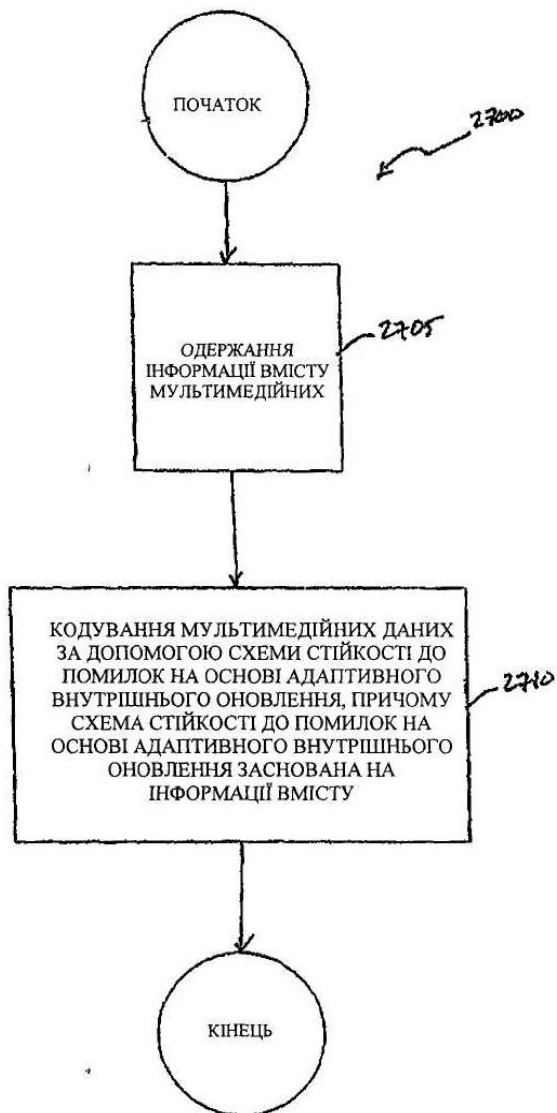 ПОЧАТОК
2700
2705
ОДЕРЖАННЯ
ІНФОРМАЦІЇ ВМІСТУ
МУЛЬТИМЕДІЙНИХ
КОДУВАННЯ МУЛЬТИМЕДІЙНИХ ДАНИХ
ЗА ДОПОМОГОЮ СХЕМИ СТІЙКОСТІ ДО
ПОМИЛОК НА ОСНОВІ АДАПТИВНОГО
ВНУТРІШНЬОГО ОНОВЛЕННЯ, ПРИЧОМУ
СХЕМА СТІЙКОСТІ ДО ПОМИЛОК НА
ОСНОВІ АДАПТИВНОГО ВНУТРІШНЬОГО
ОНОВЛЕННЯ ЗАСНОВАНА НА
ІНФОРМАЦІЇ ВМІСТУ
2710
КІНЕЦЬ